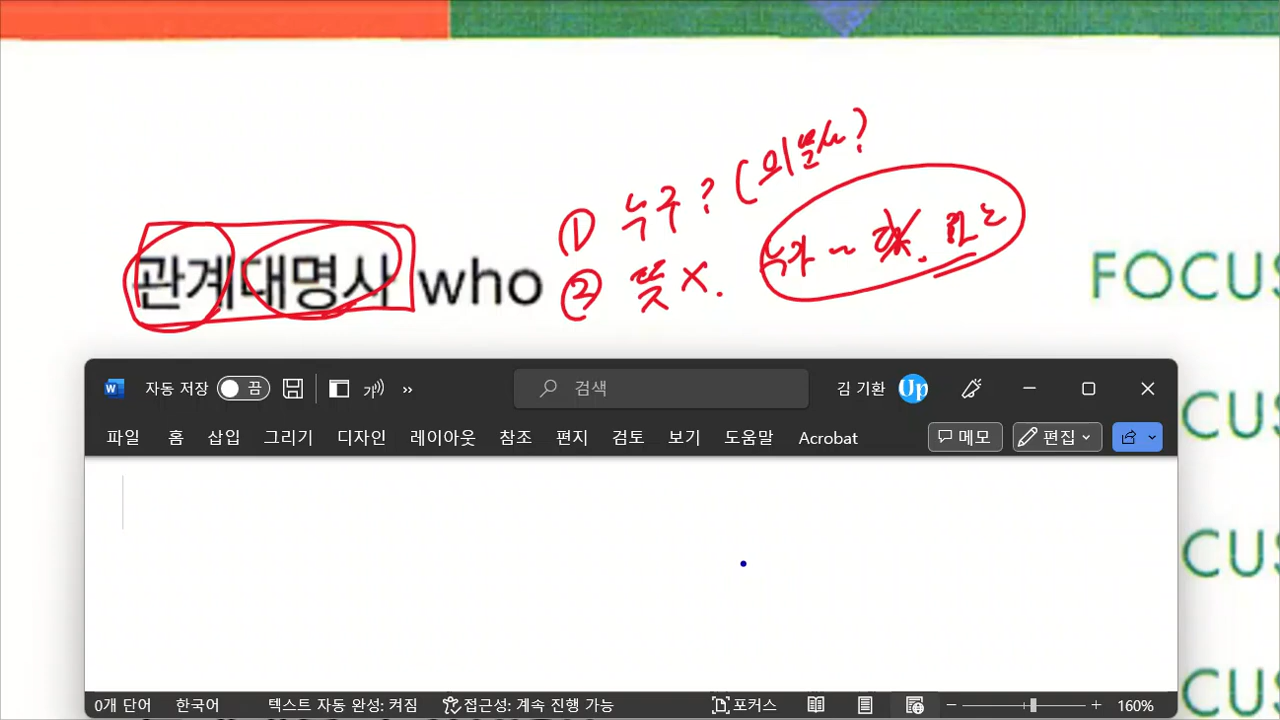 ① 누구? (의문사?
② 뜻 X.
관계대명사 who
FOCUS
CUS
CUS
CUS
자동 저장 끔 가)) »
검색
김 기환 Up
파일 홈 삽입 그리기 디자인 레이아웃 참조 편지 검토 보기 도움말 Acrobat 메모 편집
0개 단어 한국어 텍스트 자동 완성: 켜짐 접근성: 계속 진행 가능 포커스 160%